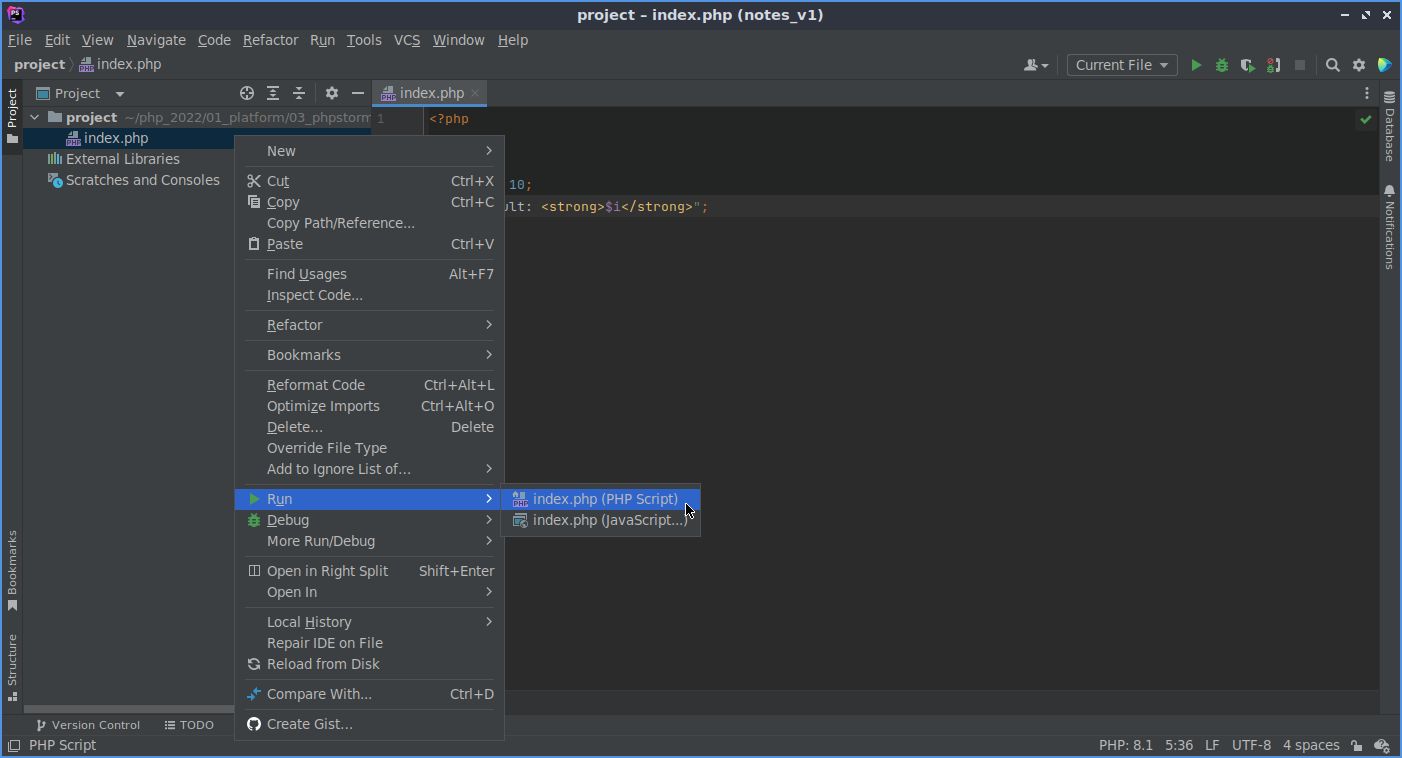 PS
project – index.php (notes_v1)
File Edit View Navigate Code Refactor Run Tools VCS Window Help
project index.php
Current File
Project
Project
index.php
project ~/php_2022/01_platform/03_phpstorm
1
<?php
index.php
External Libraries
Scratches and Consoles
10;
ult: <strong>$i</strong>";
New
Cut Ctrl+X
Copy Ctrl+C
Copy Path/Reference...
Paste Ctrl+V
Find Usages Alt+F7
Inspect Code...
Refactor
Bookmarks
Reformat Code Ctrl+Alt+L
Optimize Imports Ctrl+Alt+O
Delete... Delete
Override File Type
Add to Ignore List of...
Run
index.php (PHP Script)
Debug
index.php (JavaScript...)
More Run/Debug
Open in Right Split Shift+Enter
Open In
Local History
Repair IDE on File
Reload from Disk
Compare With... Ctrl+D
Create Gist...
Database
Notifications
Bookmarks
Structure
Version Control TODO
PHP Script
PHP: 8.1 5:36 LF UTF-8 4 spaces